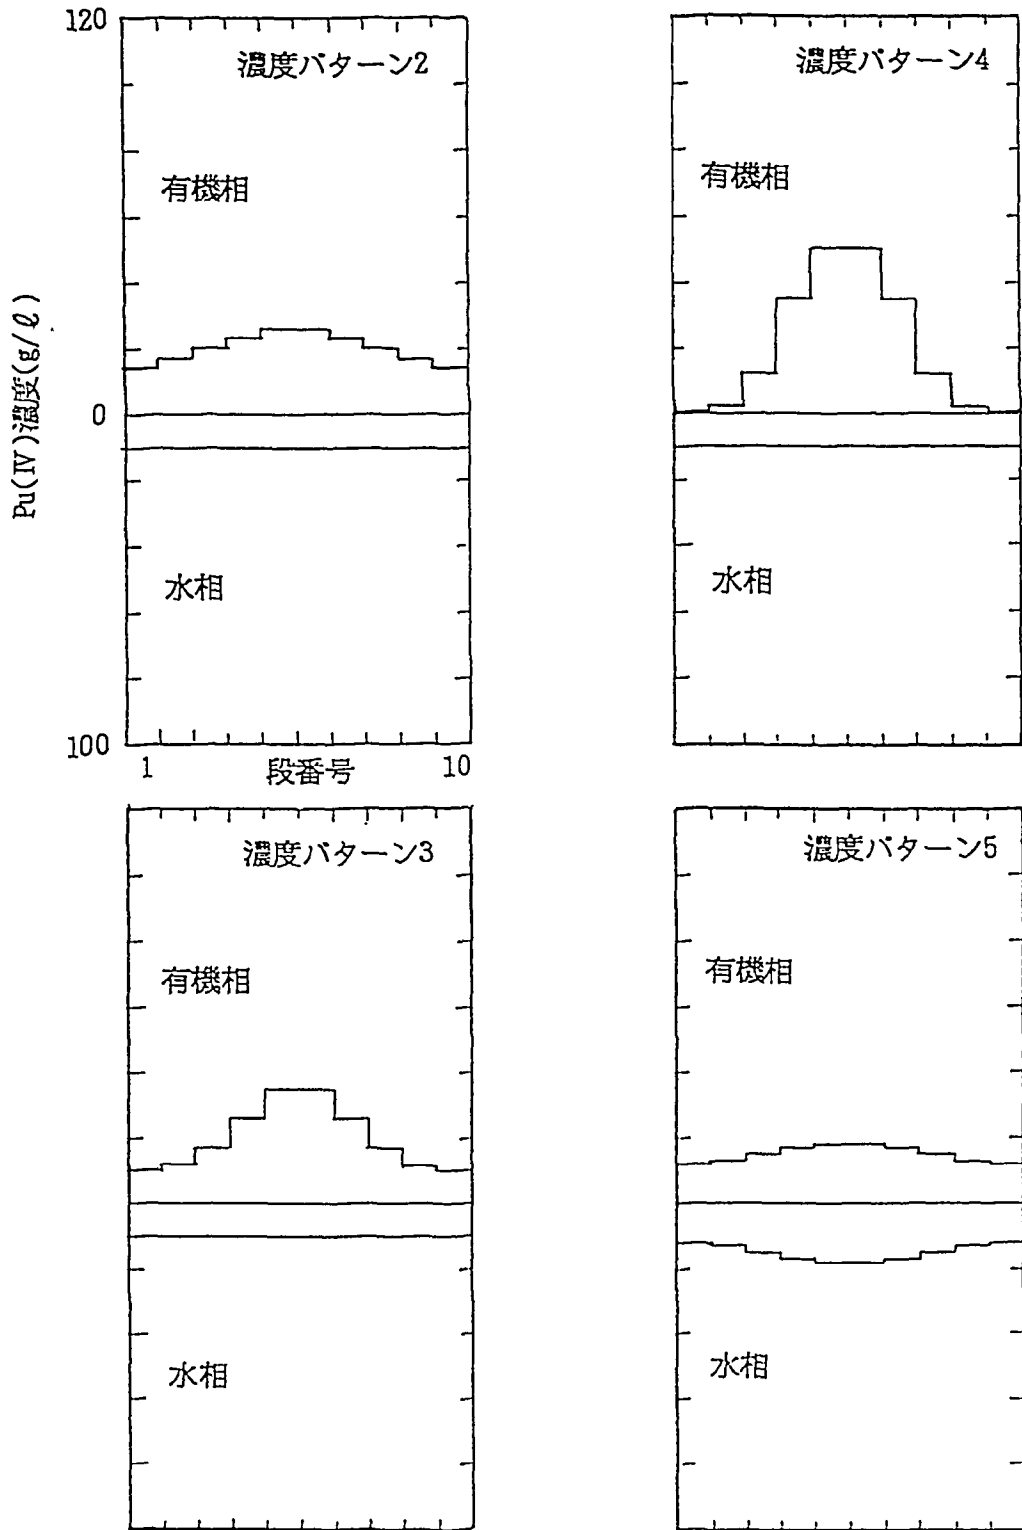 120
濃度パターン2
有機相
Pu(Ⅳ)濃度(g/ℓ)
0
水相
100
1 段番号 10
濃度パターン4
有機相
水相
濃度パターン3
有機相
水相
濃度パターン5
有機相
水相